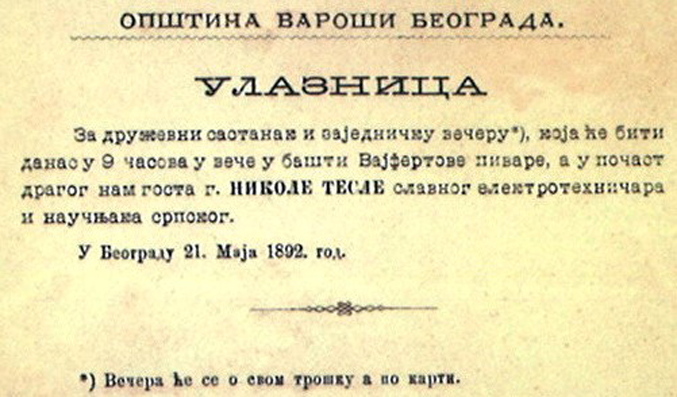 ОПШТИНА ВАРОШИ БЕОГРАДА.
УЛАЗНИЦА
За дружевни састанак и заједничку вечеру*), која ће бити
данас у 9 часова у вече у башти Вајфертове пиваре, а у почаст
драгог нам госта г. НИКОЛЕ ТЕСЛЕ славног електротехничара
и научњака српског.
У Београду 21. Маја 1892. год.
*) Вечера ће се о свом трошку а по карти.